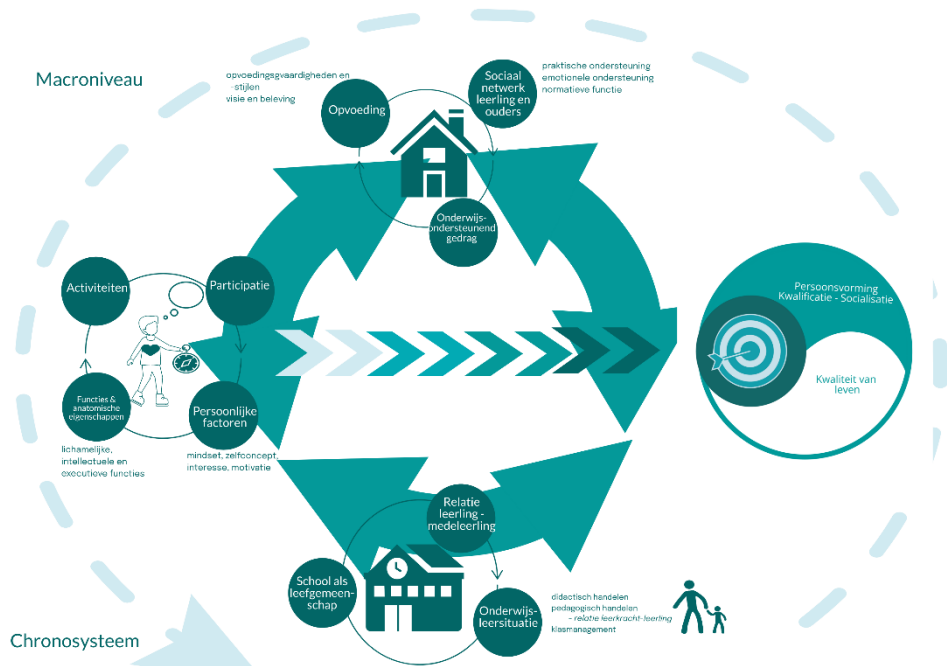 Macroniveau
opvoedingsgvaardigheden en
-stijlen
visie en beleving
Opvoeding
Sociaal
netwerk
leerling en
ouders
praktische ondersteuning
emotionele ondersteuning
normatieve functie
Onderwijs-
ondersteunend
gedrag
Activiteiten
Participatie
Functies &
anatomische
eigenschappen
Persoonlijke
factoren
lichamelijke,
intellectuele en
executieve functies
mindset, zelfconcept,
interesse, motivatie
Persoonsvorming
Kwalificatie - Socialisatie
Kwaliteit van
leven
Relatie
leerling -
medeleerling
School als
leefgemeen-
schap
Onderwijs-
leersituatie
didactisch handelen
pedagogisch handelen
- relatie leerkracht-leerling
klasmanagement
Chronosysteem